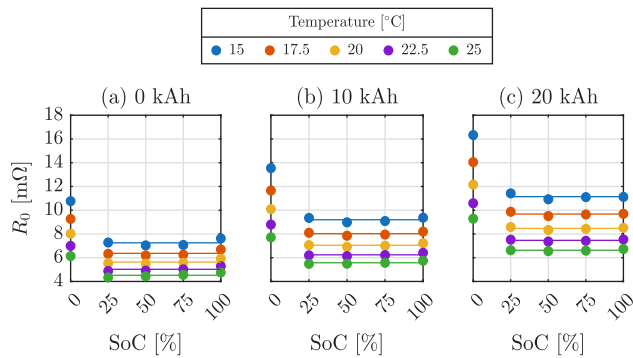 Temperature [°C]
15 17.5 20 22.5 25
(a) 0 kAh (b) 10 kAh (c) 20 kAh
R₀ [mΩ]
18
16
14
12
10
8
6
4
0 25 50 75 100 0 25 50 75 100 0 25 50 75 100
SoC [%] SoC [%] SoC [%]